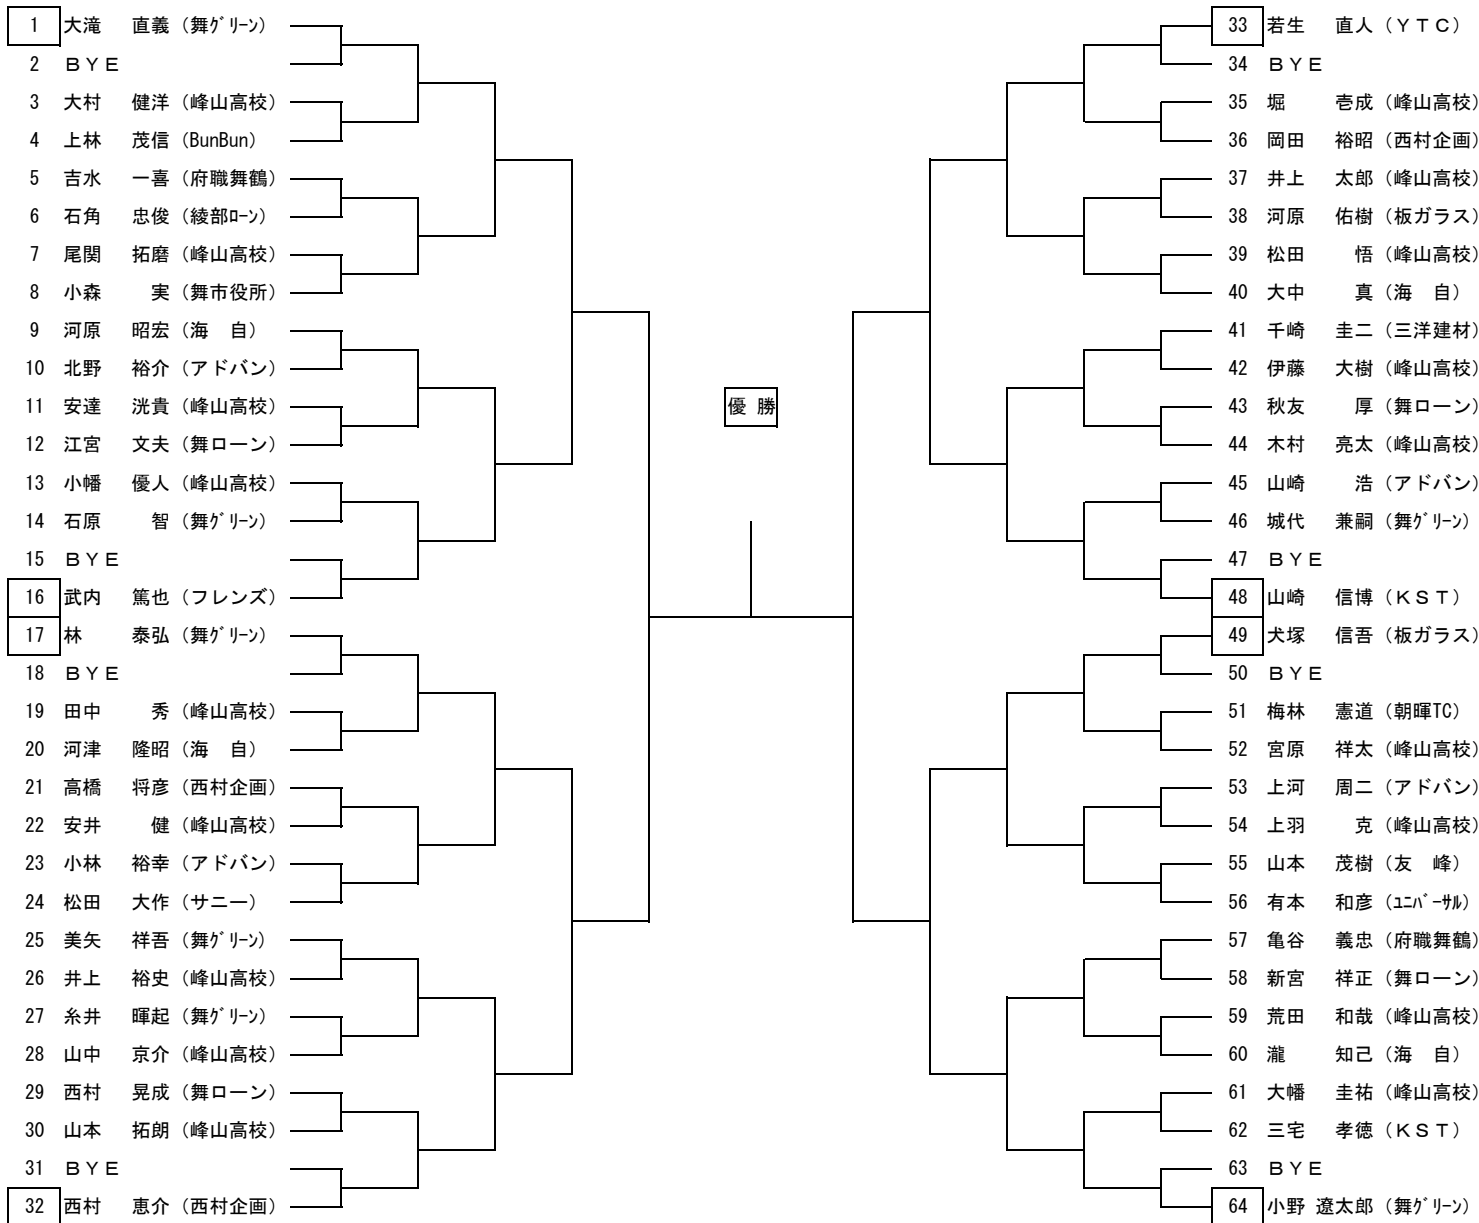 1 大滝 直義 (舞ｸﾞﾘｰﾝ)
2 ＢＹＥ
3 大村 健洋 (峰山高校)
4 上林 茂信 (BunBun)
5 吉水 一喜 (府職舞鶴)
6 石角 忠俊 (綾部ﾛｰﾝ)
7 尾関 拓磨 (峰山高校)
8 小森 実 (舞市役所)
9 河原 昭宏 (海 自)
10 北野 裕介 (アドバン)
11 安達 洸貴 (峰山高校)
12 江宮 文夫 (舞ローン)
13 小幡 優人 (峰山高校)
14 石原 智 (舞ｸﾞﾘｰﾝ)
15 ＢＹＥ
16 武内 篤也 (フレンズ)
17 林 泰弘 (舞ｸﾞﾘｰﾝ)
18 ＢＹＥ
19 田中 秀 (峰山高校)
20 河津 隆昭 (海 自)
21 高橋 将彦 (西村企画)
22 安井 健 (峰山高校)
23 小林 裕幸 (アドバン)
24 松田 大作 (サニー)
25 美矢 祥吾 (舞ｸﾞﾘｰﾝ)
26 井上 裕史 (峰山高校)
27 糸井 暉起 (舞ｸﾞﾘｰﾝ)
28 山中 京介 (峰山高校)
29 西村 晃成 (舞ローン)
30 山本 拓朗 (峰山高校)
31 ＢＹＥ
32 西村 恵介 (西村企画)
優 勝
33 若生 直人 (ＹＴＣ)
34 ＢＹＥ
35 堀 壱成 (峰山高校)
36 岡田 裕昭 (西村企画)
37 井上 太郎 (峰山高校)
38 河原 佑樹 (板ガラス)
39 松田 悟 (峰山高校)
40 大中 真 (海 自)
41 千崎 圭二 (三洋建材)
42 伊藤 大樹 (峰山高校)
43 秋友 厚 (舞ローン)
44 木村 亮太 (峰山高校)
45 山崎 浩 (アドバン)
46 城代 兼嗣 (舞ｸﾞﾘｰﾝ)
47 ＢＹＥ
48 山崎 信博 (ＫＳＴ)
49 犬塚 信吾 (板ガラス)
50 ＢＹＥ
51 梅林 憲道 (朝暉TC)
52 宮原 祥太 (峰山高校)
53 上河 周二 (アドバン)
54 上羽 克 (峰山高校)
55 山本 茂樹 (友 峰)
56 有本 和彦 (ﾕﾆﾊﾞｰｻﾙ)
57 亀谷 義忠 (府職舞鶴)
58 新宮 祥正 (舞ローン)
59 荒田 和哉 (峰山高校)
60 瀧 知己 (海 自)
61 大幡 圭祐 (峰山高校)
62 三宅 孝徳 (ＫＳＴ)
63 ＢＹＥ
64 小野 遼太郎 (舞ｸﾞﾘｰﾝ)